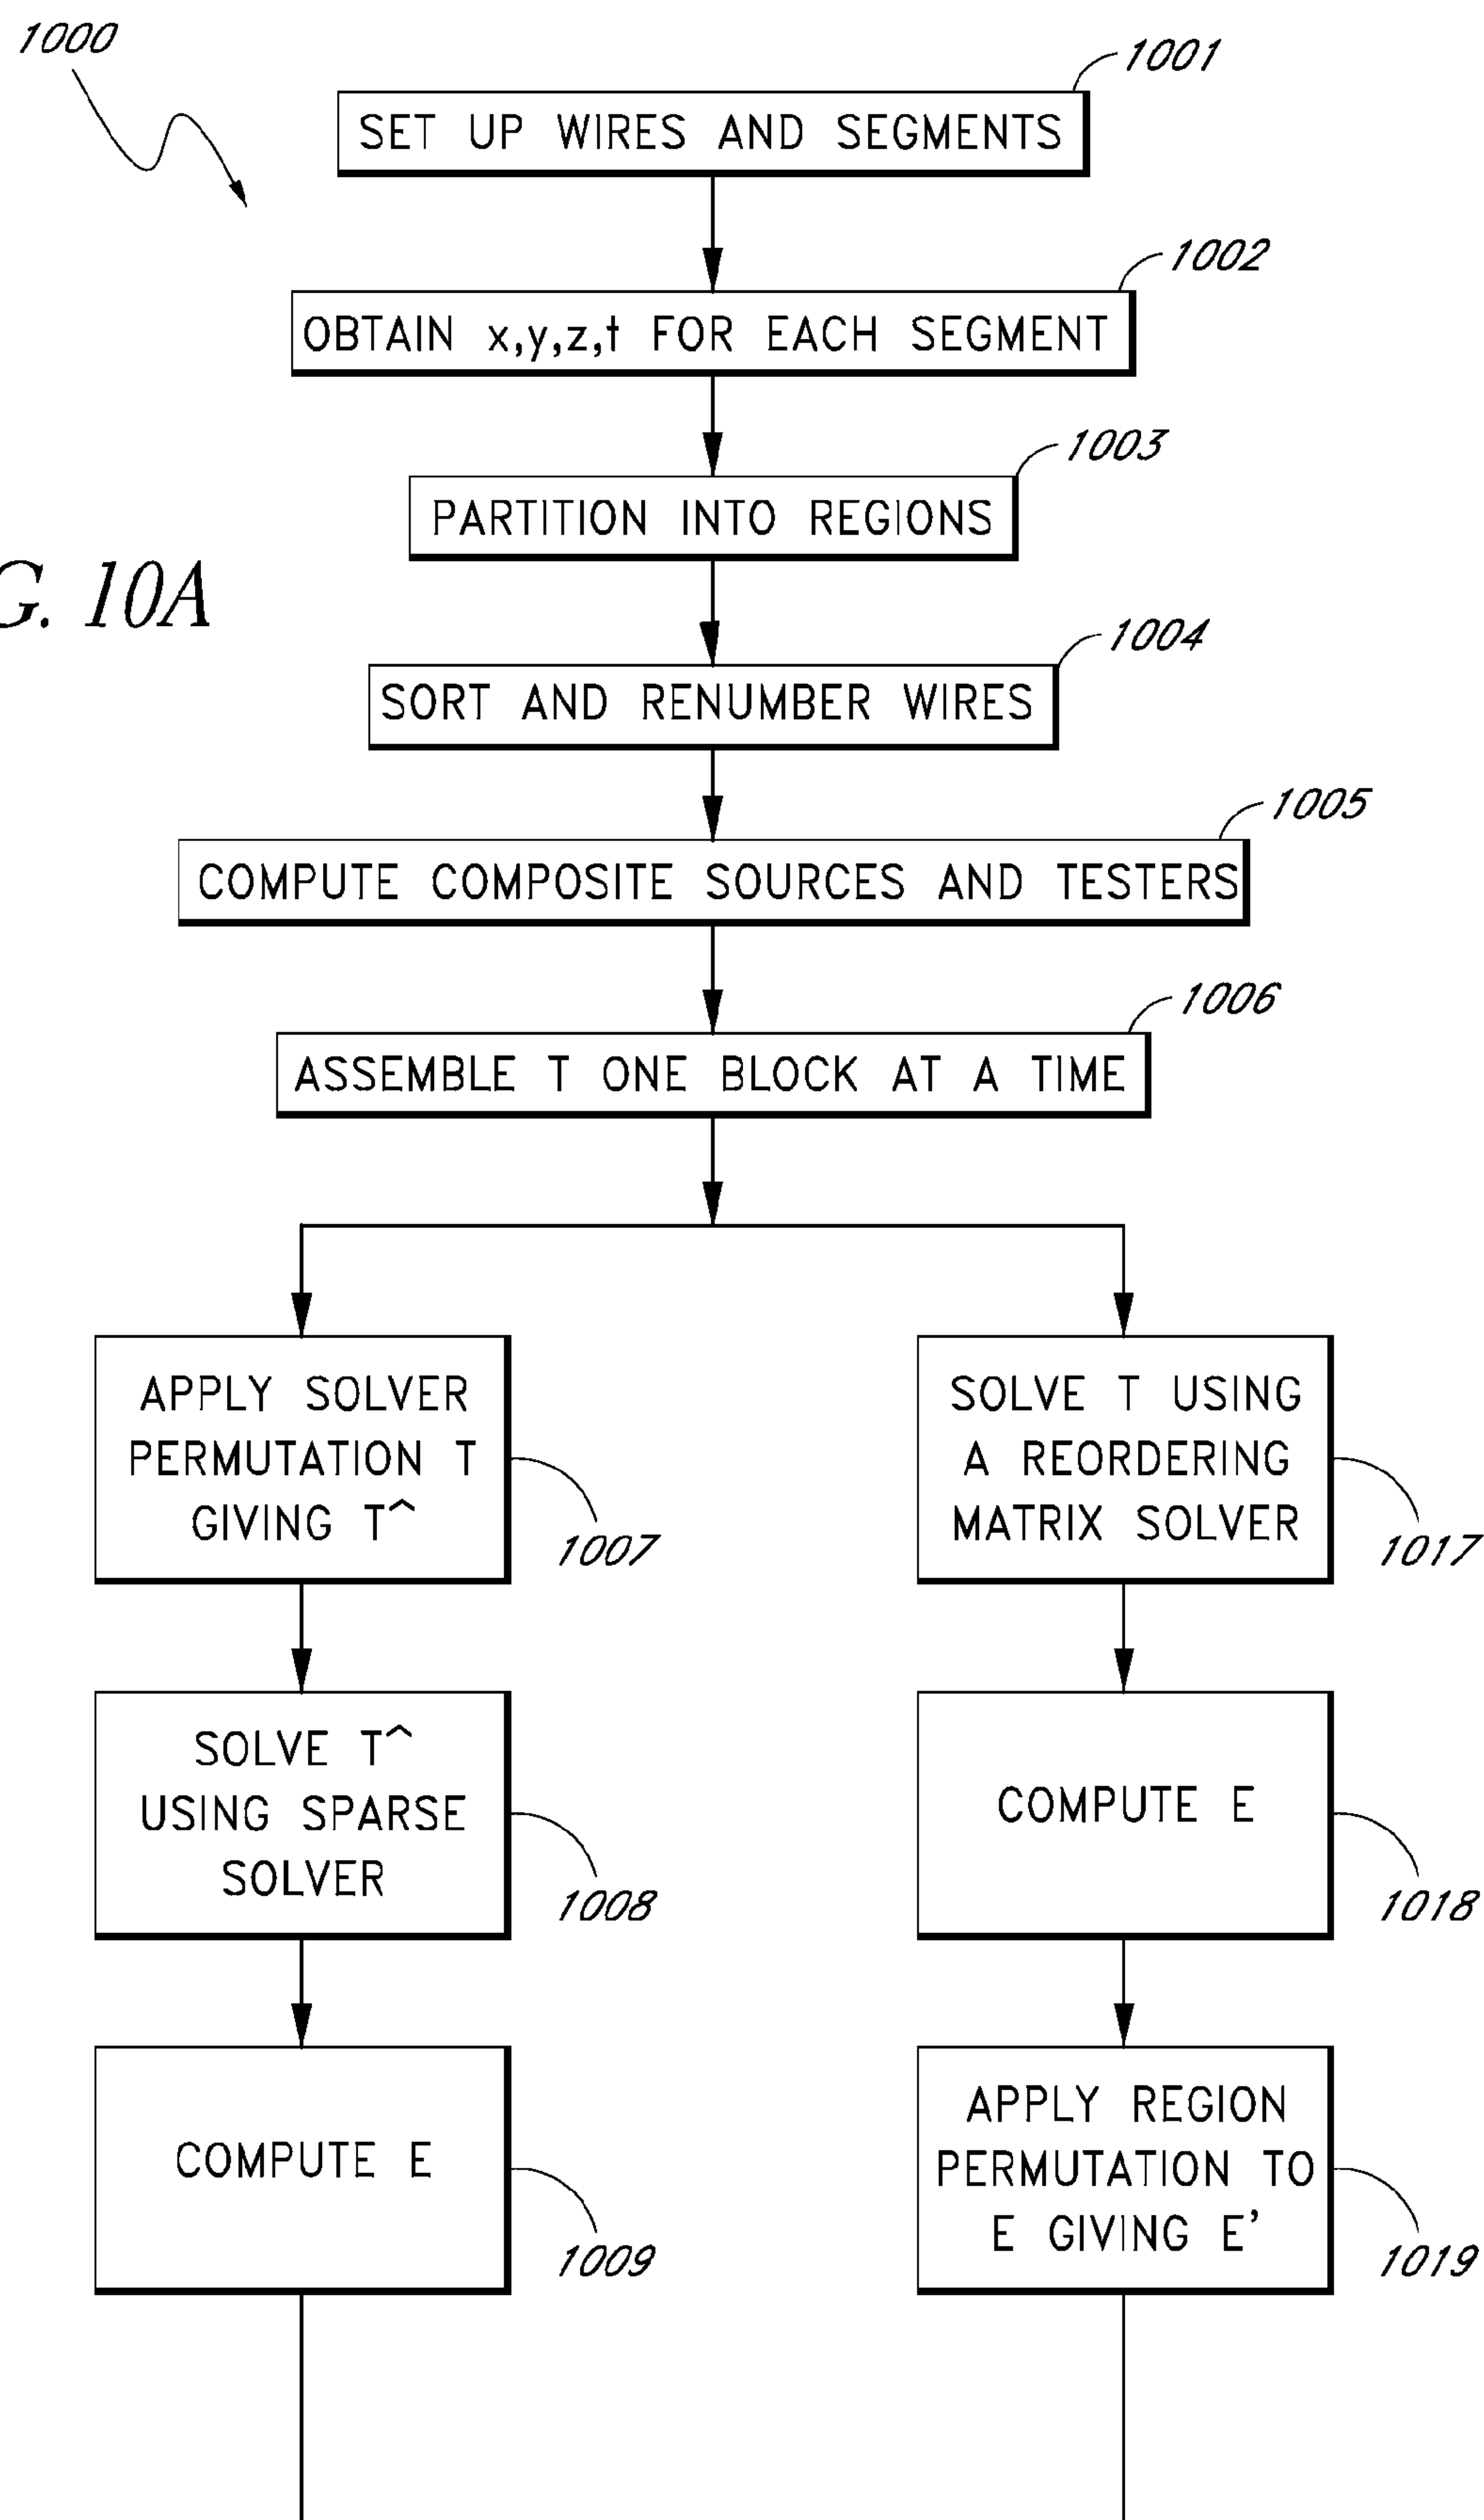 1000
1001
SET UP WIRES AND SEGMENTS
1002
OBTAIN x,y,z,t FOR EACH SEGMENT
1003
PARTITION INTO REGIONS
G. 10A
1004
SORT AND RENUMBER WIRES
1005
COMPUTE COMPOSITE SOURCES AND TESTERS
1006
ASSEMBLE T ONE BLOCK AT A TIME
APPLY SOLVER
PERMUTATION T
GIVING T^
1007
SOLVE T USING
A REORDERING
MATRIX SOLVER
1017
SOLVE T^
USING SPARSE
SOLVER
1008
COMPUTE E
1018
COMPUTE E
1009
APPLY REGION
PERMUTATION TO
E GIVING E'
1019